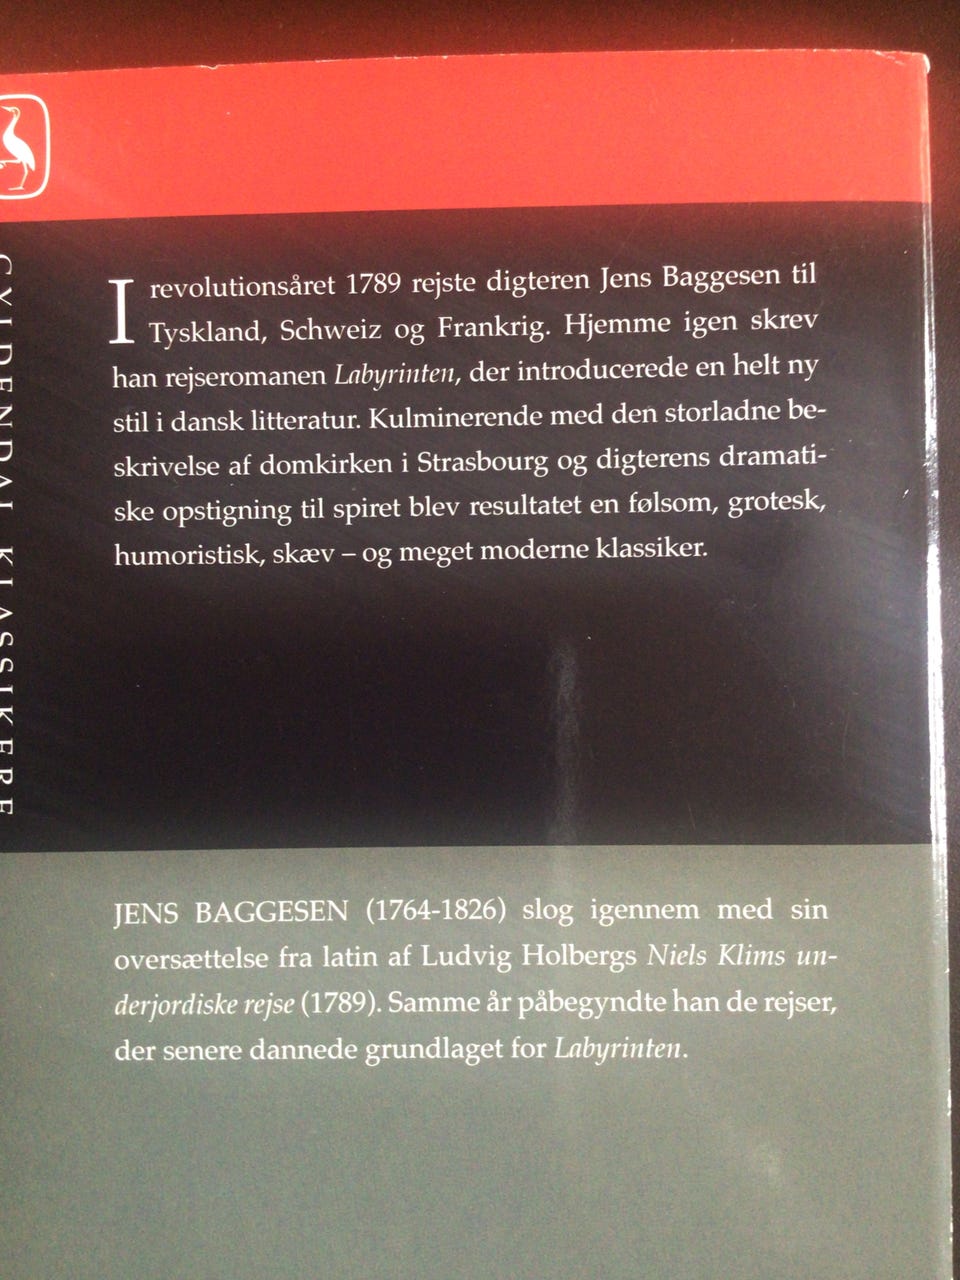 GYLDENDAL KLASSIKERE
I revolutionsåret 1789 rejste digteren Jens Baggesen til
Tyskland, Schweiz og Frankrig. Hjemme igen skrev
han rejseromanen Labyrinten, der introducerede en helt ny
stil i dansk litteratur. Kulminerende med den storladne be-
skrivelse af domkirken i Strasbourg og digterens dramati-
ske opstigning til spiret blev resultatet en følsom, grotesk,
humoristisk, skæv – og meget moderne klassiker.
JENS BAGGESEN (1764-1826) slog igennem med sin
oversættelse fra latin af Ludvig Holbergs Niels Klims un-
derjordiske rejse (1789). Samme år påbegyndte han de rejser,
der senere dannede grundlaget for Labyrinten.